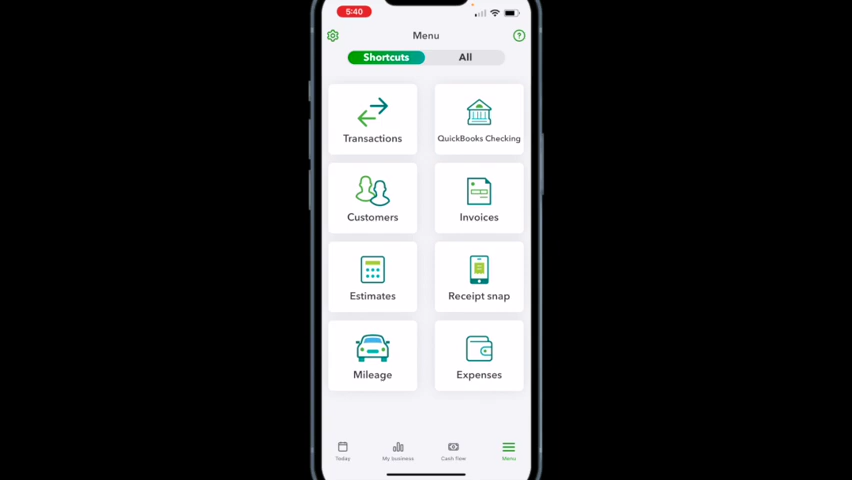 5:40
Menu
?
Shortcuts All
Transactions QuickBooks Checking
Customers Invoices
Estimates Receipt snap
Mileage Expenses
Today My business Cash flow Menu